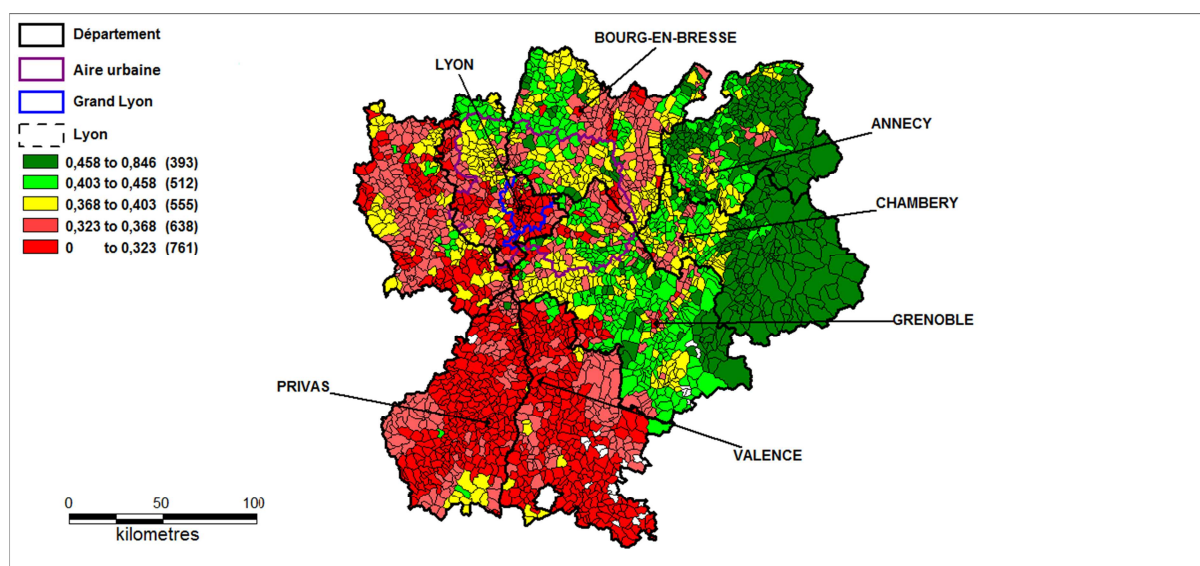 Département
Aire urbaine
Grand Lyon
Lyon
0,458 to 0,846 (393)
0,403 to 0,458 (512)
0,368 to 0,403 (555)
0,323 to 0,368 (638)
0 to 0,323 (761)
BOURG-EN-BRESSE
LYON
ANNECY
CHAMBERY
GRENOBLE
PRIVAS
VALENCE
0 50 100
kilometres